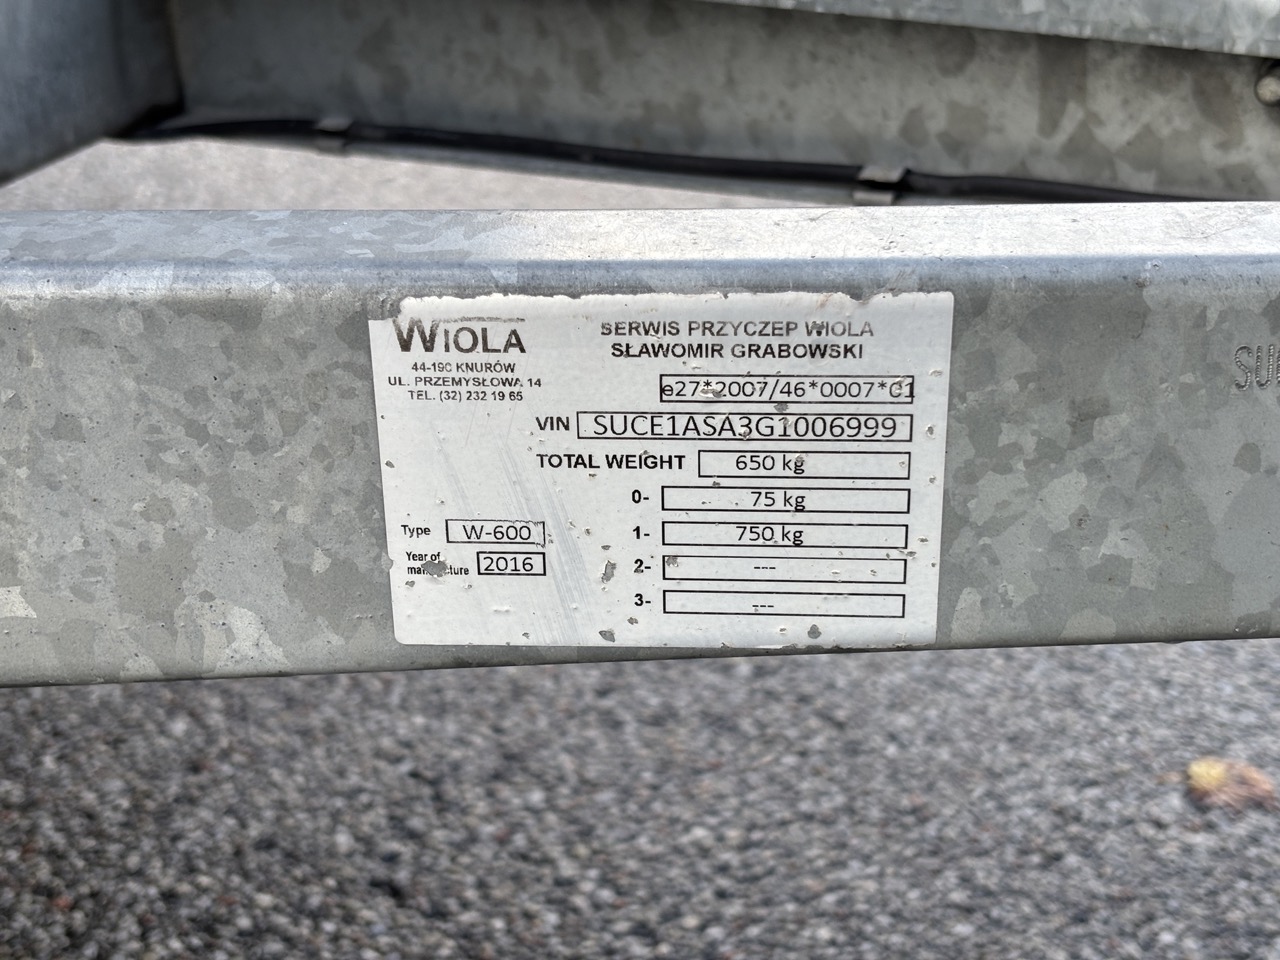 WIOLA
44-190 KNURÓW
UL. PRZEMYSŁOWA 14
TEL. (32) 232 19 65
SERWIS PRZYCZEP WIOLA
SŁAWOMIR GRABOWSKI
e27*2007/46*0007*01
VIN SUCE1ASA3G1006999
TOTAL WEIGHT 650 kg
0- 75 kg
1- 750 kg
2- ---
3- ---
Type W-600
Year of
manufacture 2016
SU